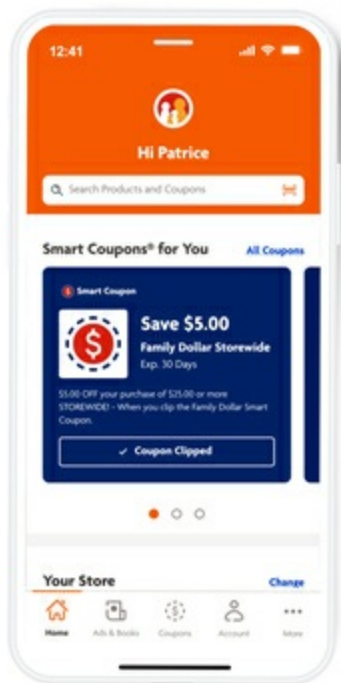 12:41
Hi Patrice
Search Products and Coupons
Smart Coupons® for You
All Coupons
Smart Coupon
Save $5.00
Family Dollar Storewide
Exp. 30 Days
$5.00 OFF your purchase of $25.00 or more
STOREWIDE! - When you clip the Family Dollar Smart
Coupon.
✓ Coupon Clipped
Your Store
Change
Home
Ads & Books
Coupons
Account
More